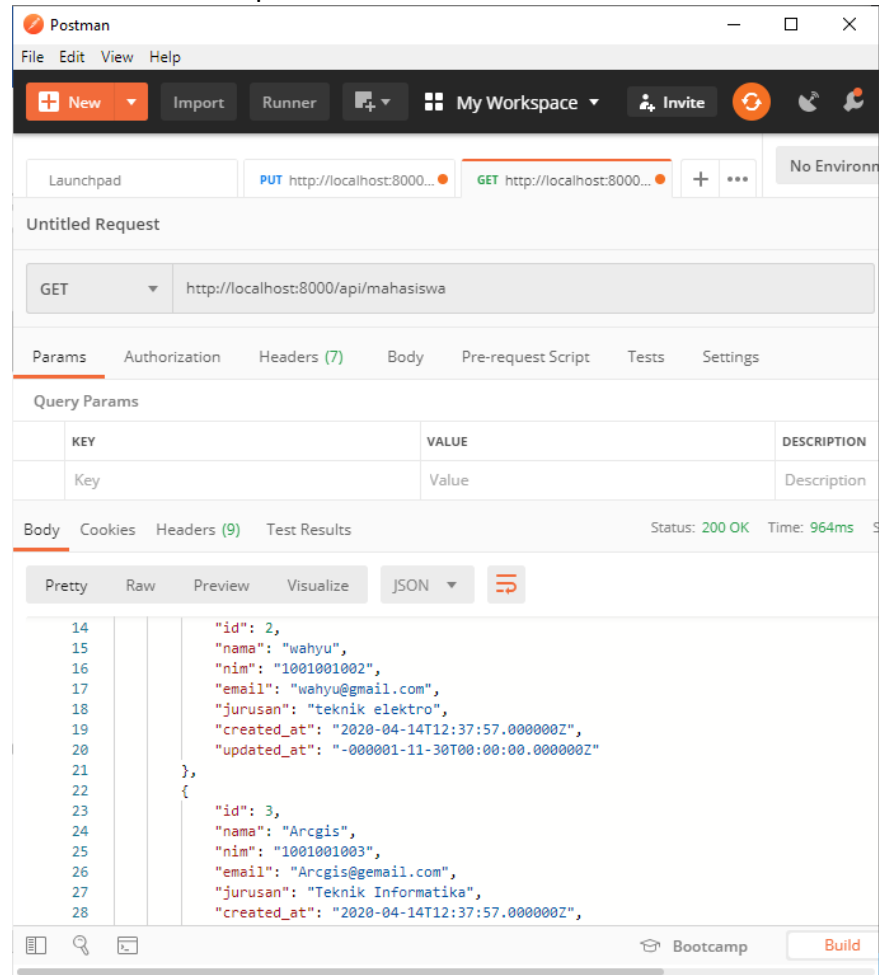 Postman
File Edit View Help
New Import Runner My Workspace Invite
No Environm
Launchpad PUT http://localhost:8000... GET http://localhost:8000...
Untitled Request
GET http://localhost:8000/api/mahasiswa
Params Authorization Headers (7) Body Pre-request Script Tests Settings
Query Params
KEY VALUE DESCRIPTION
Key Value Description
Body Cookies Headers (9) Test Results Status: 200 OK Time: 964ms S
Pretty Raw Preview Visualize JSON
14 "id": 2,
15 "nama": "wahyu",
16 "nim": "1001001002",
17 "email": "wahyu@gmail.com",
18 "jurusan": "teknik elektro",
19 "created_at": "2020-04-14T12:37:57.000000Z",
20 "updated_at": "-000001-11-30T00:00:00.000000Z"
21 },
22 {
23 "id": 3,
24 "nama": "Arcgis",
25 "nim": "1001001003",
26 "email": "Arcgis@gemail.com",
27 "jurusan": "Teknik Informatika",
28 "created_at": "2020-04-14T12:37:57.000000Z",
Bootcamp Build